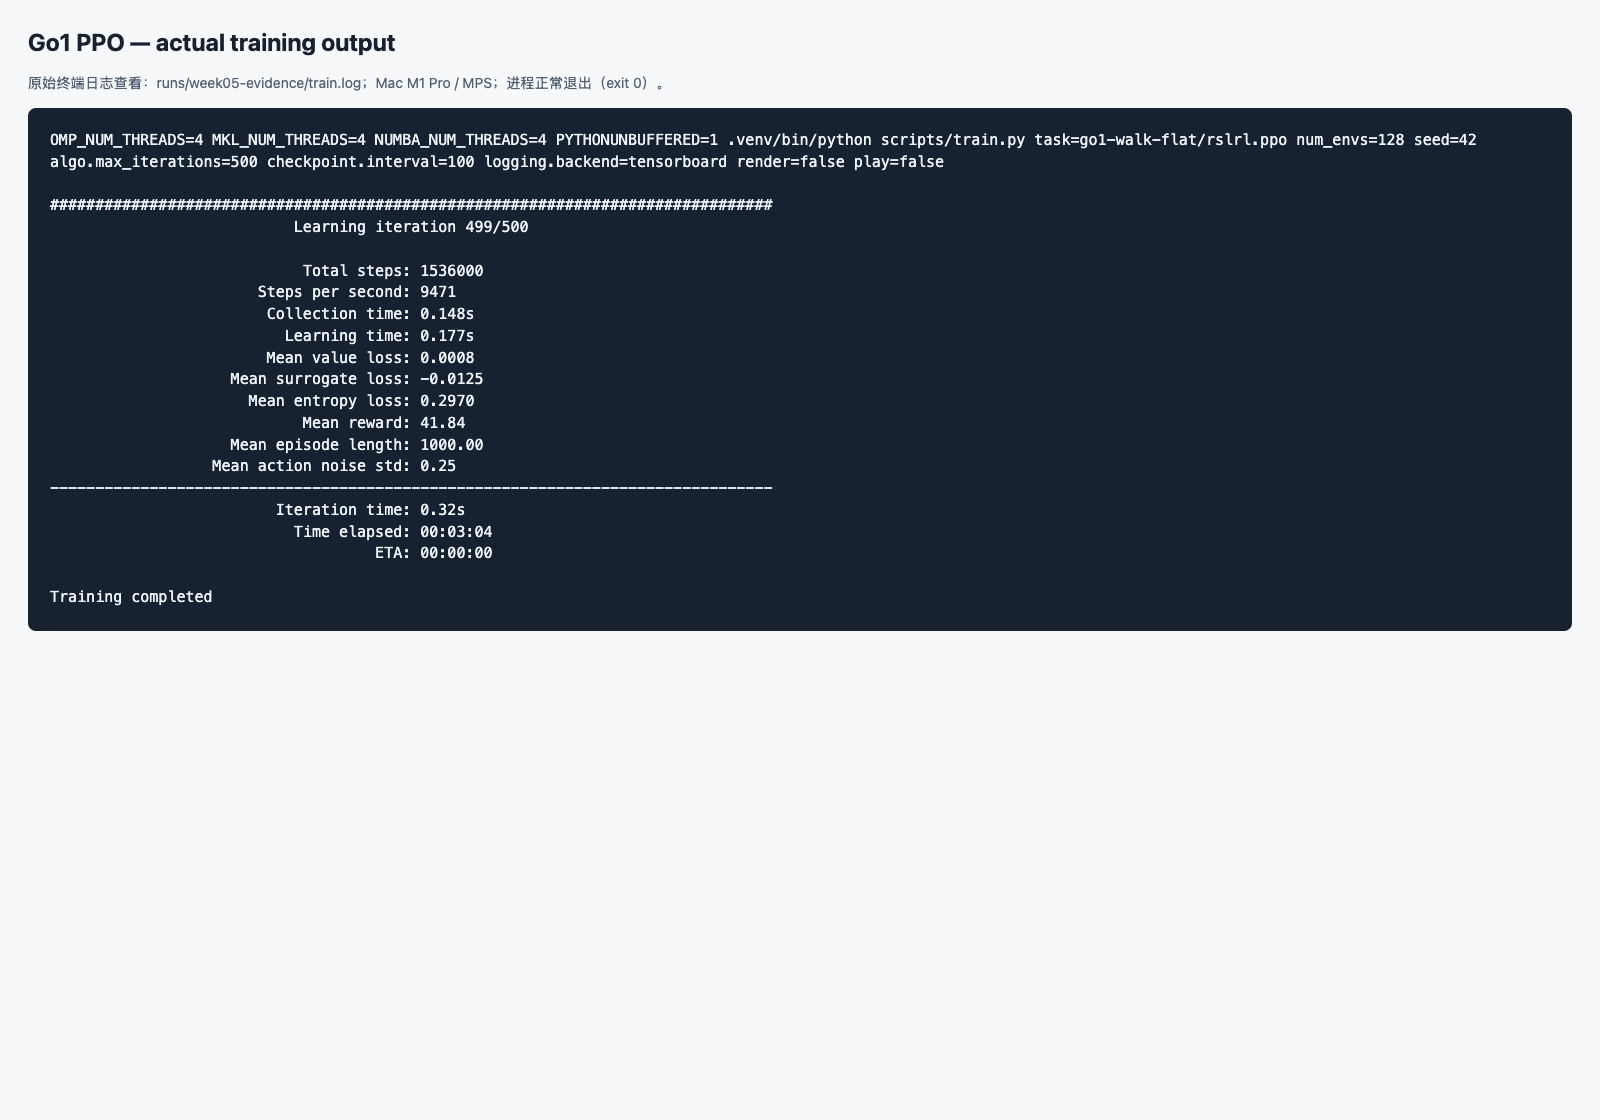 Go1 PPO — actual training output
原始终端日志查看：runs/week05-evidence/train.log；Mac M1 Pro / MPS；进程正常退出（exit 0）。
OMP_NUM_THREADS=4 MKL_NUM_THREADS=4 NUMBA_NUM_THREADS=4 PYTHONUNBUFFERED=1 .venv/bin/python scripts/train.py task=go1-walk-flat/rslrl.ppo num_envs=128 seed=42
algo.max_iterations=500 checkpoint.interval=100 logging.backend=tensorboard render=false play=false
################################################################################
Learning iteration 499/500
Total steps: 1536000
Steps per second: 9471
Collection time: 0.148s
Learning time: 0.177s
Mean value loss: 0.0008
Mean surrogate loss: -0.0125
Mean entropy loss: 0.2970
Mean reward: 41.84
Mean episode length: 1000.00
Mean action noise std: 0.25
--------------------------------------------------------------------------------
Iteration time: 0.32s
Time elapsed: 00:03:04
ETA: 00:00:00
Training completed